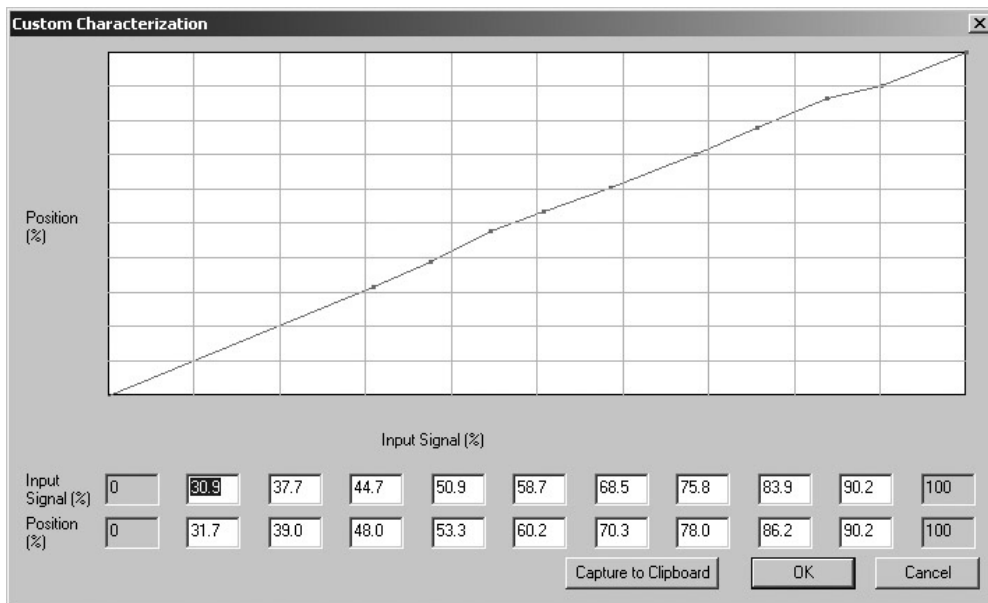 Custom Characterization
Position
(%)
Input Signal (%)
Input
Signal (%)
0 30.9 37.7 44.7 50.9 58.7 68.5 75.8 83.9 90.2 100
Position
(%)
0 31.7 39.0 48.0 53.3 60.2 70.3 78.0 86.2 90.2 100
Capture to Clipboard OK Cancel